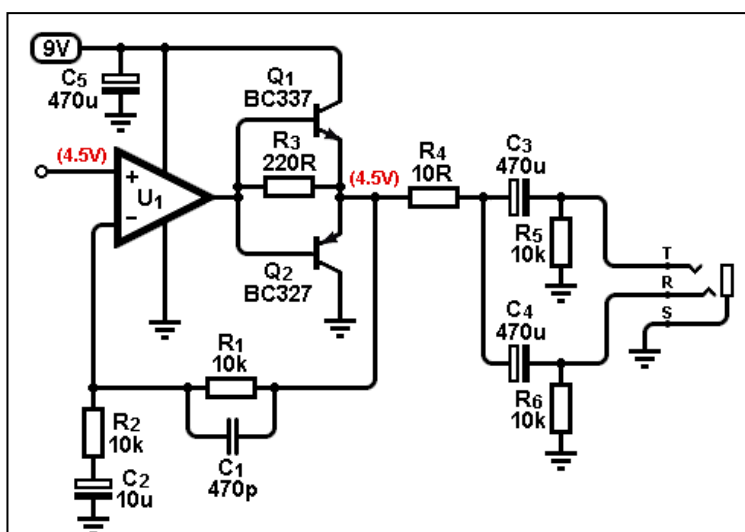 9V
C5
470u
Q1
BC337
R3
220R
(4.5V)
+
U1
−
(4.5V)
R4
10R
C3
470u
R5
10k
T
R
S
Q2
BC327
C4
470u
R6
10k
R1
10k
C1
470p
R2
10k
C2
10u